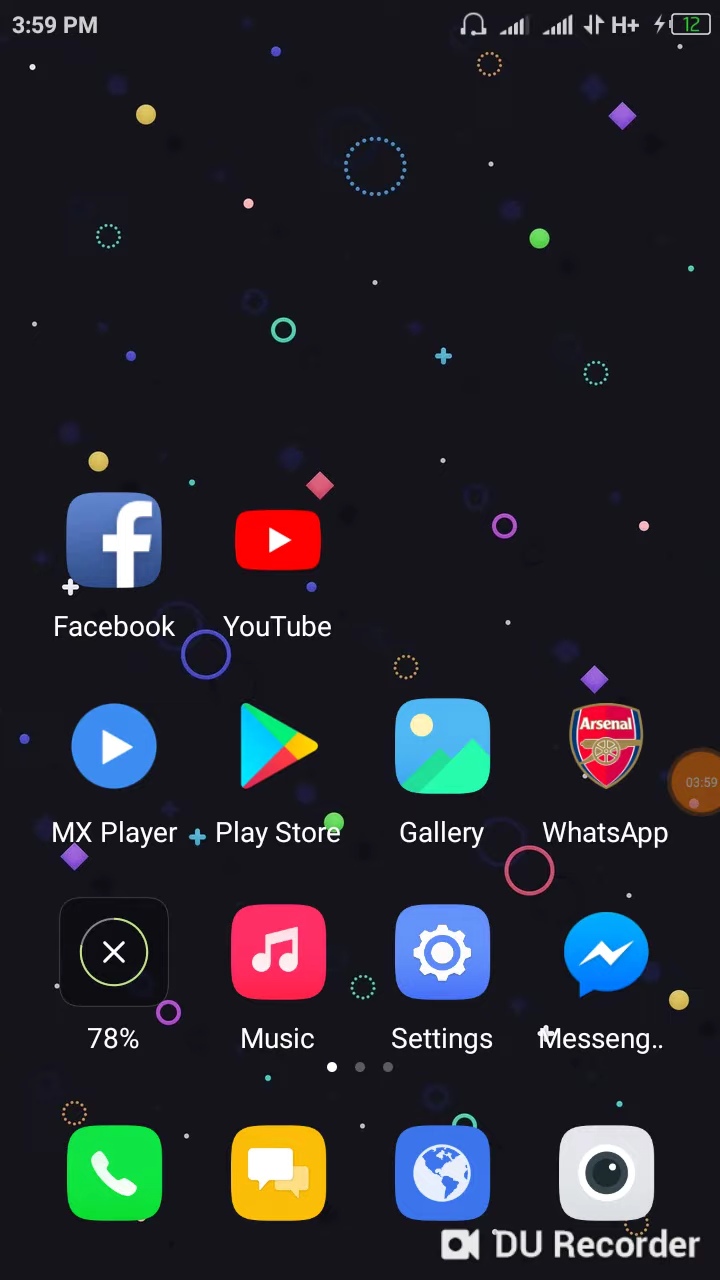 3:59 PM H+ 12
Facebook YouTube
Arsenal
03:59
MX Player Play Store Gallery WhatsApp
78% Music Settings Messeng..
DU Recorder